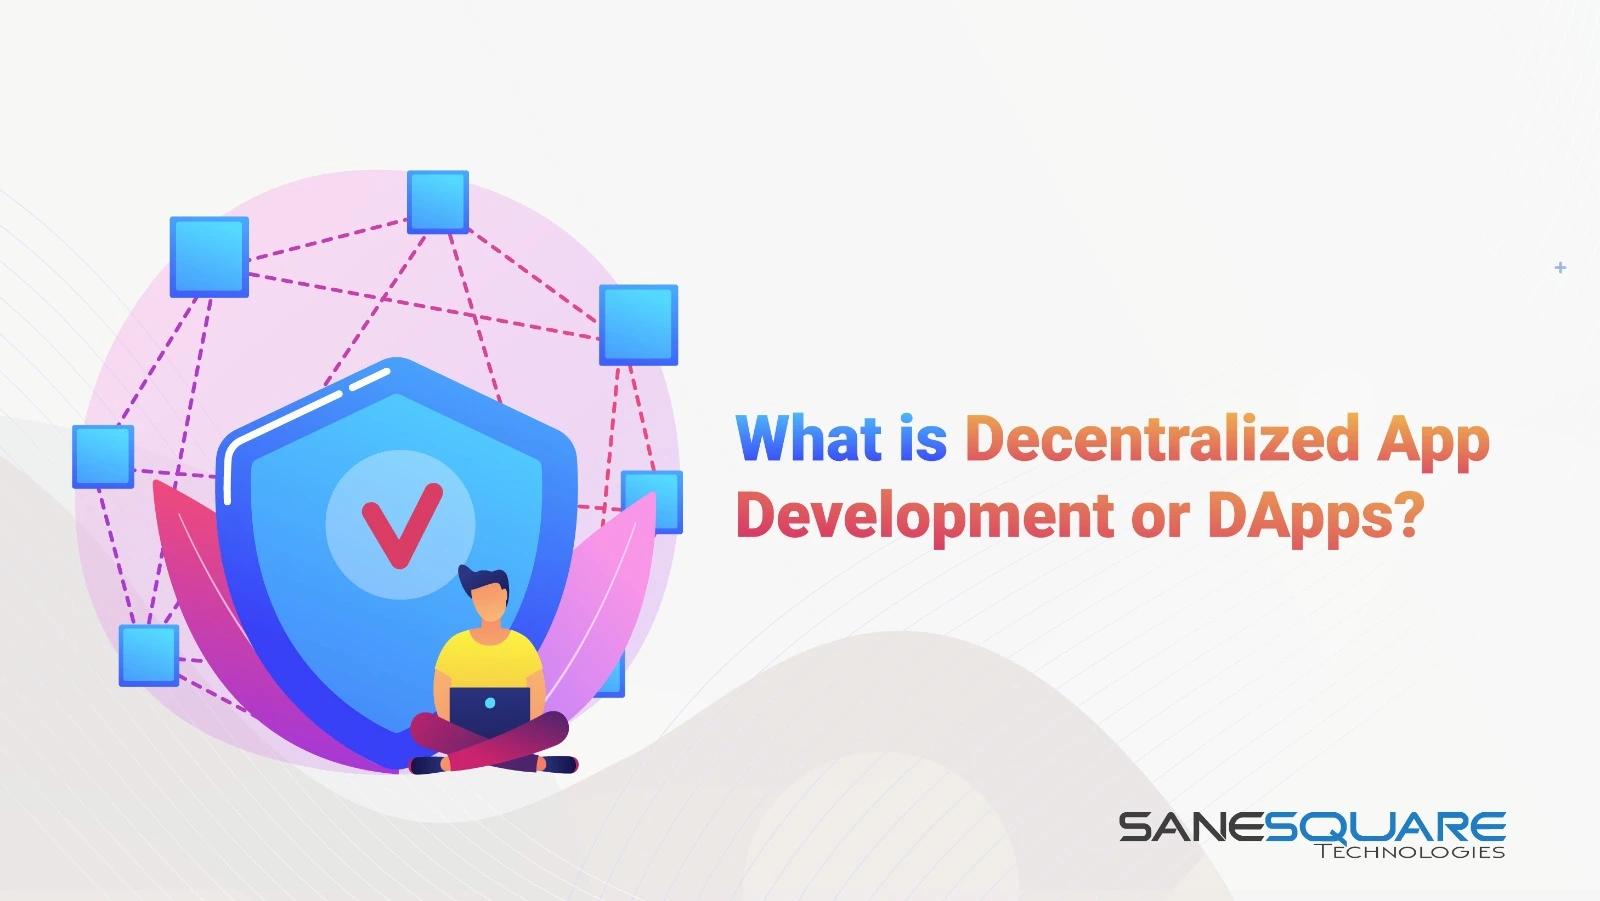 What is Decentralized App
Development or DApps?
SANESQUARE
TECHNOLOGIES